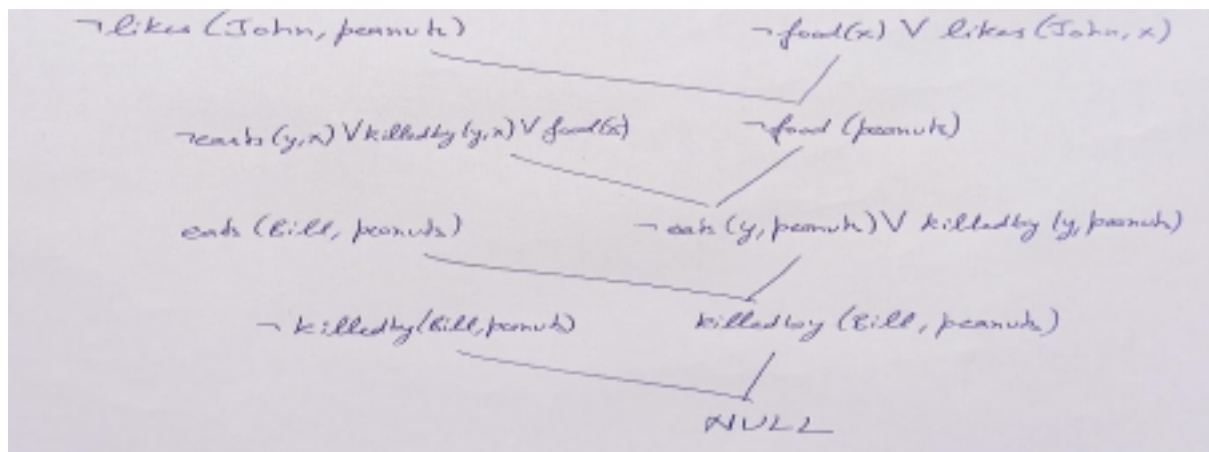 ¬likes (John, peanuts) ¬food(x) V likes (John, x)
¬eats (y,x) V killedby (y,x) V food(x) ¬food (peanuts)
eats (Bill, peanuts) ¬eats (y, peanuts) V killedby (y, peanuts)
¬killedby (Bill, peanuts) killedby (Bill, peanuts)
NULL